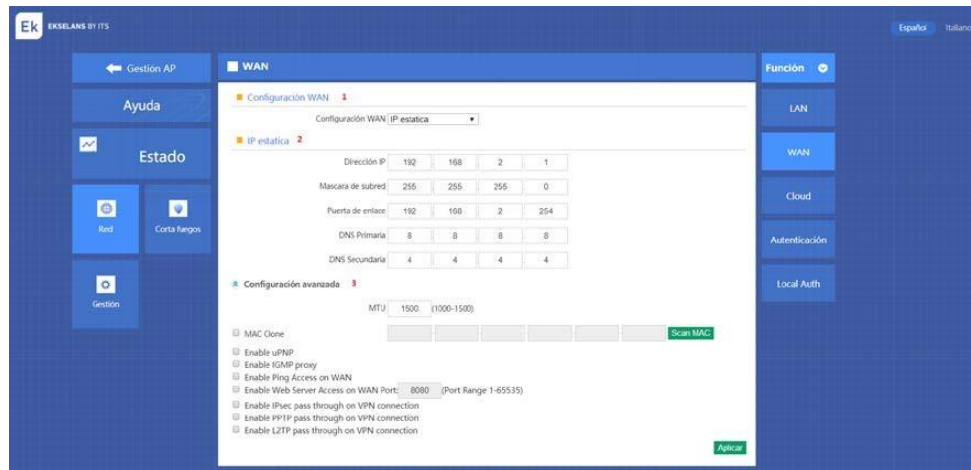 Ek EKSELANS BY ITS
Español Italiano
Gestión AP
Ayuda
Estado
Red
Corta fuegos
Gestión
WAN
Configuración WAN 1
Configuración WAN IP estatica
IP estatica 2
Dirección IP 192 168 2 1
Mascara de subred 255 255 255 0
Puerta de enlace 192 168 2 254
DNS Primaria 8 8 8 8
DNS Secundaria 4 4 4 4
Configuración avanzada 3
MTU 1500 (1000-1500)
MAC Clone Scan MAC
Enable uPNP
Enable IGMP proxy
Enable Ping Access on WAN
Enable Web Server Access on WAN Port: 8080 (Port Range 1-65535)
Enable IPsec pass through on VPN connection
Enable PPTP pass through on VPN connection
Enable L2TP pass through on VPN connection
Aplicar
Función
LAN
WAN
Cloud
Autenticación
Local Auth